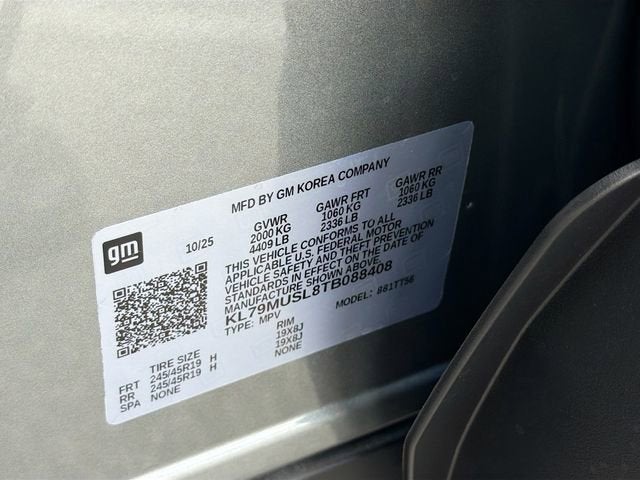 MFD BY GM KOREA COMPANY
gm
10/25
GVWR GAWR FRT GAWR RR
2000 KG 1060 KG 1060 KG
4409 LB 2336 LB 2336 LB
THIS VEHICLE CONFORMS TO ALL
APPLICABLE U.S. FEDERAL MOTOR
VEHICLE SAFETY AND THEFT PREVENTION
STANDARDS IN EFFECT ON THE DATE OF
MANUFACTURE SHOWN ABOVE.
KL79MUSL8TB088408
TYPE: MPV MODEL: 881TT56
TIRE SIZE RIM
FRT 245/45R19 H 19X8J
RR 245/45R19 H 19X8J
SPA NONE NONE